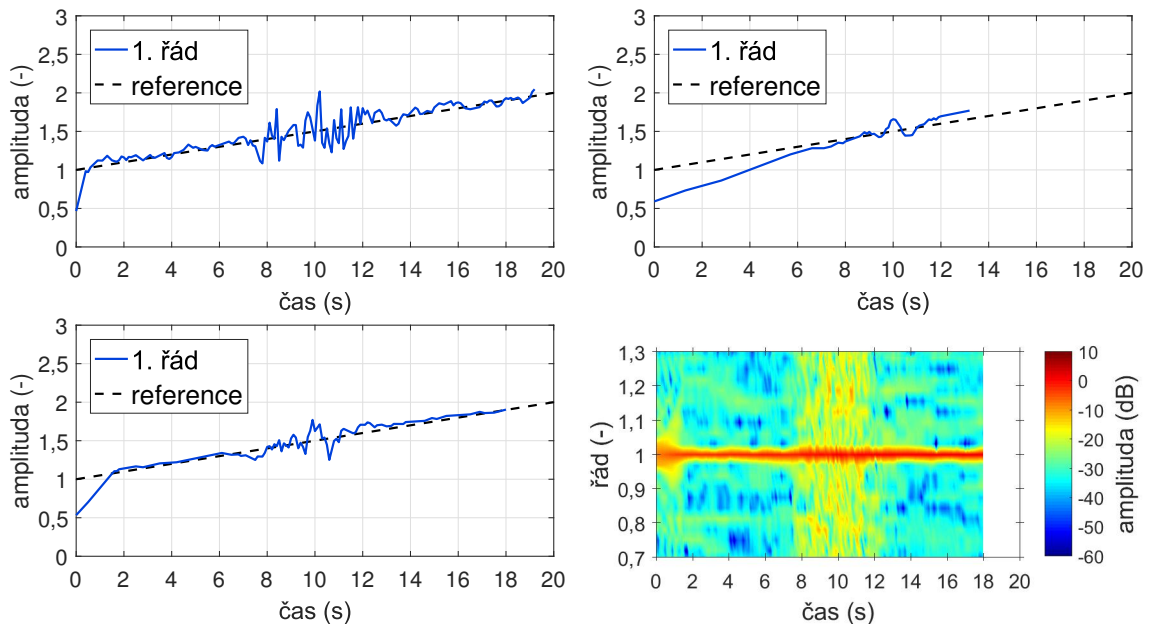 3
2,5
2
1,5
1
0,5
0
amplituda (-)
1. řád
reference
0 2 4 6 8 10 12 14 16 18 20
čas (s)
3
2,5
2
1,5
1
0,5
0
amplituda (-)
1. řád
reference
0 2 4 6 8 10 12 14 16 18 20
čas (s)
3
2,5
2
1,5
1
0,5
0
amplituda (-)
1. řád
reference
0 2 4 6 8 10 12 14 16 18 20
čas (s)
1,3
1,2
1,1
1
0,9
0,8
0,7
řád (-)
0 2 4 6 8 10 12 14 16 18 20
čas (s)
10
0
-10
-20
-30
-40
-50
-60
amplituda (dB)